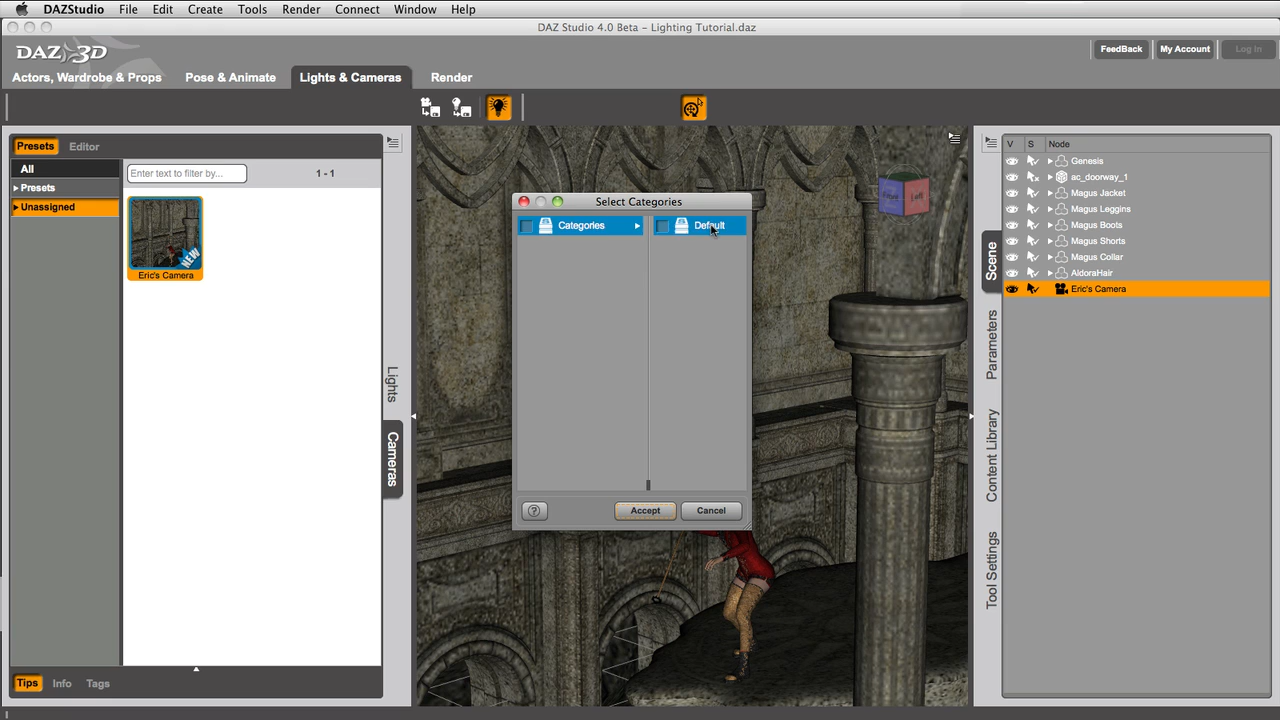 DAZStudio File Edit Create Tools Render Connect Window Help
DAZ Studio 4.0 Beta – Lighting Tutorial.daz
DAZ 3D
FeedBack My Account Log In
Actors, Wardrobe & Props Pose & Animate Lights & Cameras Render
Presets Editor
All
Presets
Unassigned
Enter text to filter by... 1 - 1
NEW
Eric's Camera
Lights
Cameras
Tips Info Tags
Select Categories
Categories Default
? Accept Cancel
Front Left
Scene
Parameters
Content Library
Tool Settings
V S Node
Genesis
ac_doorway_1
Magus Jacket
Magus Leggins
Magus Boots
Magus Shorts
Magus Collar
AldoraHair
Eric's Camera